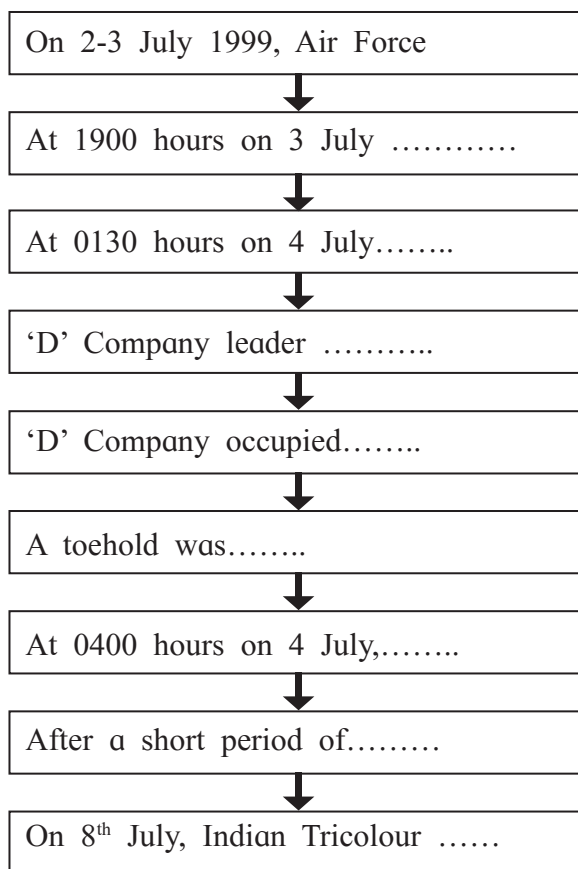 On 2-3 July 1999, Air Force
At 1900 hours on 3 July …………
At 0130 hours on 4 July……..
‘D’ Company leader ………..
‘D’ Company occupied……..
A toehold was……..
At 0400 hours on 4 July,……..
After a short period of………
On 8th July, Indian Tricolour ……